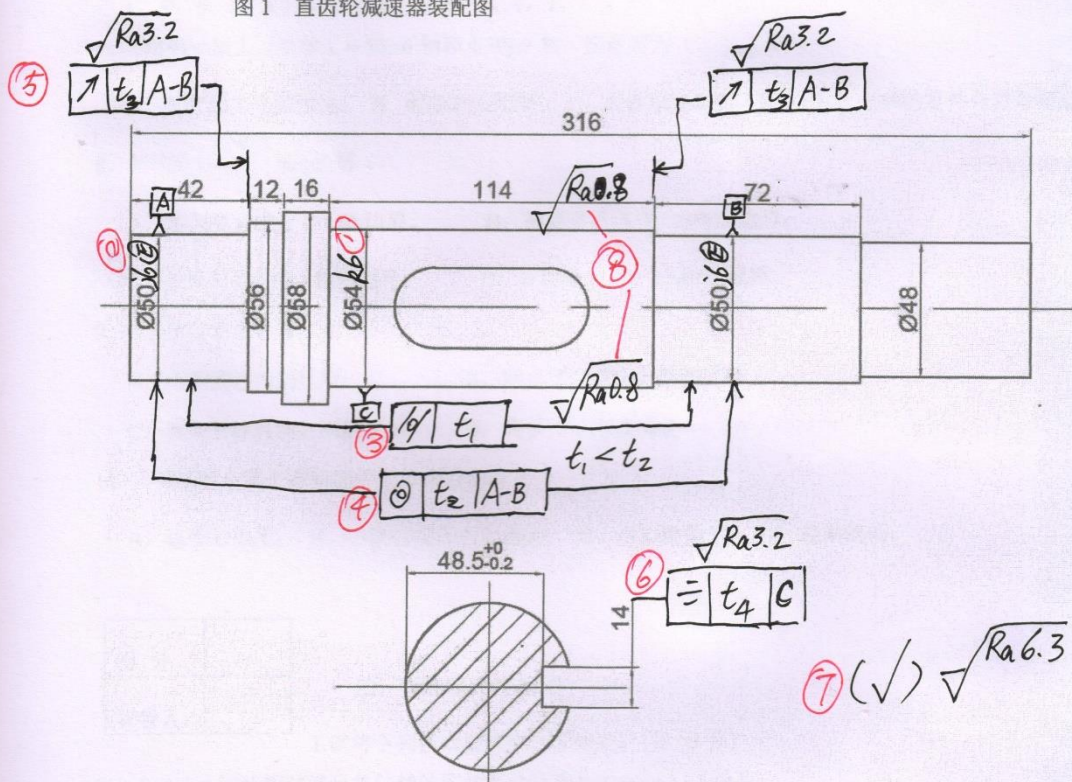 图1 直齿轮减速器装配图
√Ra3.2
√Ra3.2
⑤ ↗ t₃ A-B
↗ t₃ A-B
316
42 12 16 114 72
A
B
√Ra0.8
②
①
⑧
Ø50j6Ⓔ
Ø56
Ø58
Ø54k6
Ø50j6Ⓔ
Ø48
√Ra0.8
C
③ ⌭ t₁
t₁ < t₂
④ ◎ t₂ A-B
√Ra3.2
48.5 +0 -0.2
⑥ ⌯ t₄ C
14
⑦ (√) √Ra6.3